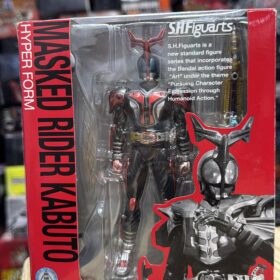 MASKED RIDER KABUTO
HYPER FORM
S.H.Figuarts
S.H.Figuarts is a
new standard figure
series that incorporates
the Bandai action figure
"Art" under the theme
"Pursuing Character
Expression through
Humanoid Action."